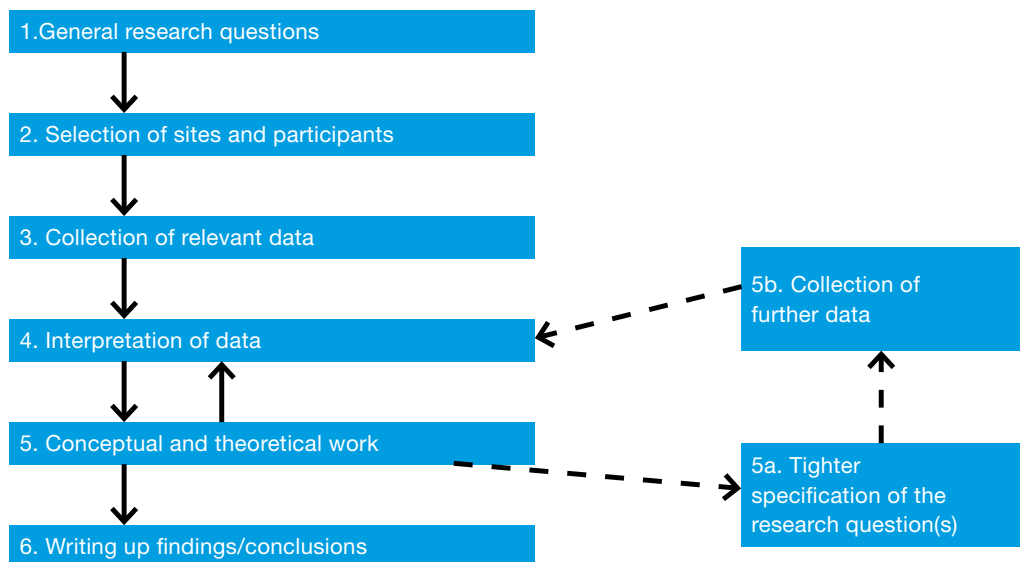 1.General research questions
2. Selection of sites and participants
3. Collection of relevant data
4. Interpretation of data
5. Conceptual and theoretical work
6. Writing up findings/conclusions
5b. Collection of
further data
5a. Tighter
specification of the
research question(s)